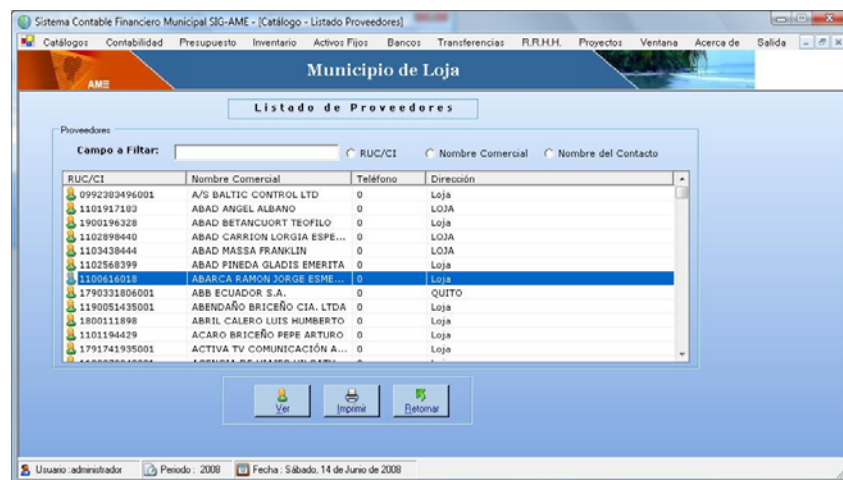 Sistema Contable Financiero Municipal SIG-AME - [Catálogo - Listado Proveedores]
Catálogos Contabilidad Presupuesto Inventario Activos Fijos Bancos Transferencias R.R.H.H. Proyectos Ventana Acerca de Salida
AME Municipio de Loja
Listado de Proveedores
Proveedores
Campo a Filtar: RUC/CI Nombre Comercial Nombre del Contacto
RUC/CI Nombre Comercial Teléfono Dirección
0992383496001 A/S BALTIC CONTROL LTD 0 Loja
1101917183 ABAD ANGEL ALBANO 0 LOJA
1900196328 ABAD BETANCUORT TEOFILO 0 Loja
1102898440 ABAD CARRION LORGIA ESPE... 0 LOJA
1103438444 ABAD MASSA FRANKLIN 0 LOJA
1102568399 ABAD PINEDA GLADIS EMERITA 0 Loja
1100616018 ABARCA RAMON JORGE ESME... 0 Loja
1790331806001 ABB ECUADOR S.A. 0 QUITO
1190051435001 ABENDAÑO BRICEÑO CIA. LTDA 0 Loja
1800111898 ABRIL CALERO LUIS HUMBERTO 0 Loja
1101194429 ACARO BRICEÑO PEPE ARTURO 0 Loja
1791741935001 ACTIVA TV COMUNICACIÓN A... 0 Loja
Ver Imprimir Retornar
Usuario : administrador Periodo : 2008 Fecha : Sábado, 14 de Junio de 2008